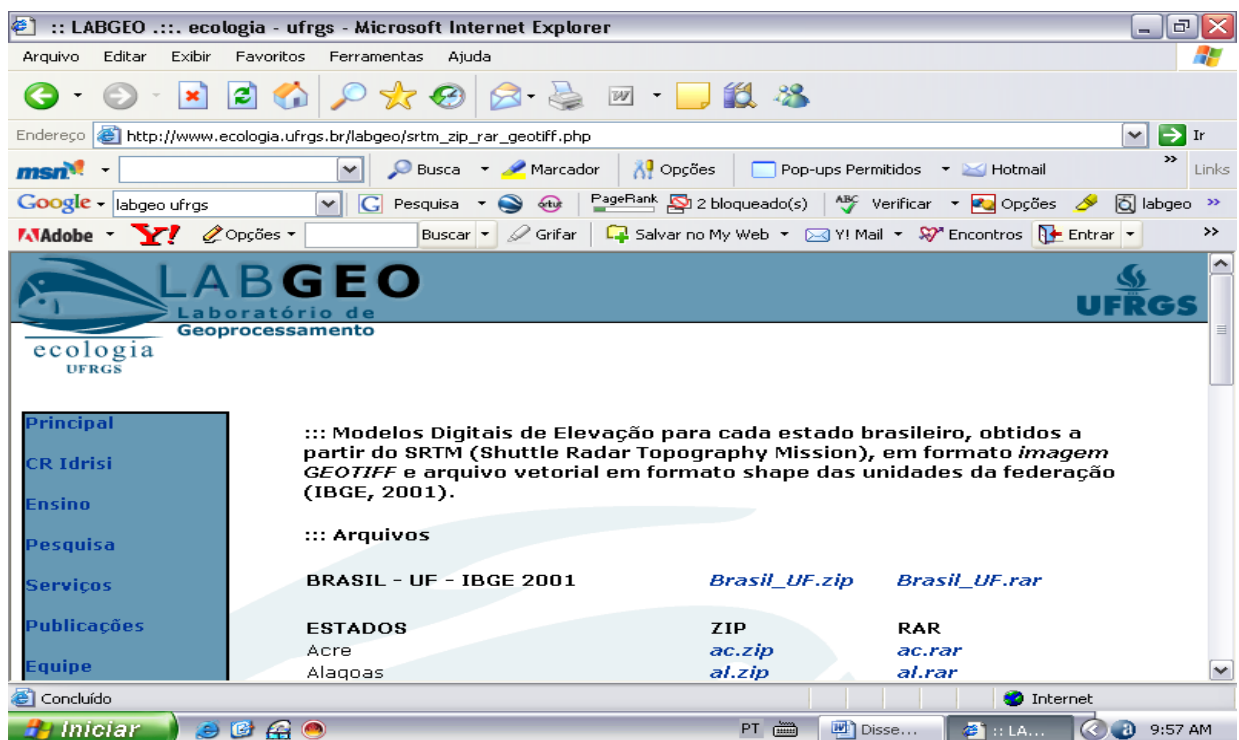 :: LABGEO .::. ecologia - ufrgs - Microsoft Internet Explorer
Arquivo Editar Exibir Favoritos Ferramentas Ajuda
Endereço http://www.ecologia.ufrgs.br/labgeo/srtm_zip_rar_geotiff.php Ir
msn Busca Marcador Opções Pop-ups Permitidos Hotmail » Links
Google labgeo ufrgs G Pesquisa PageRank 2 bloqueado(s) ABC Verificar Opções labgeo »
Adobe Y! Opções Buscar Grifar Salvar no My Web Y! Mail Encontros Entrar »
LABGEO
Laboratório de
Geoprocessamento
ecologia
UFRGS
UFRGS
Principal
CR Idrisi
Ensino
Pesquisa
Serviços
Publicações
Equipe
::: Modelos Digitais de Elevação para cada estado brasileiro, obtidos a
partir do SRTM (Shuttle Radar Topography Mission), em formato imagem
GEOTIFF e arquivo vetorial em formato shape das unidades da federação
(IBGE, 2001).
::: Arquivos
BRASIL - UF - IBGE 2001 Brasil_UF.zip Brasil_UF.rar
ESTADOS ZIP RAR
Acre ac.zip ac.rar
Alagoas al.zip al.rar
Concluído Internet
Iniciar PT Disse... :: LA... 9:57 AM